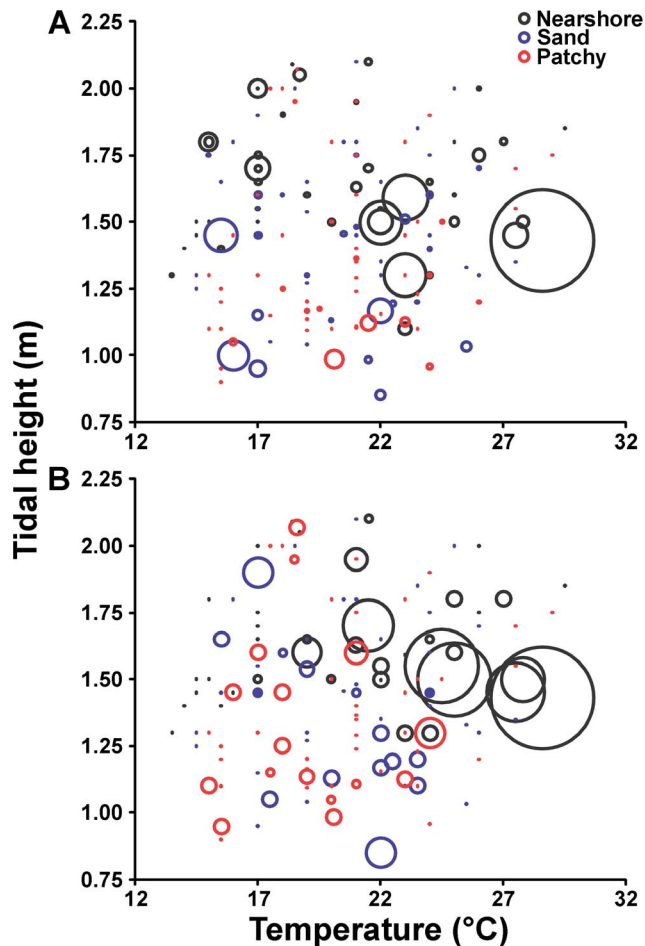 A
Nearshore
Sand
Patchy
2.25
2.00
1.75
1.50
1.25
1.00
0.75
12 17 22 27 32
Tidal height (m)
B
2.25
2.00
1.75
1.50
1.25
1.00
0.75
12 17 22 27 32
Temperature (°C)